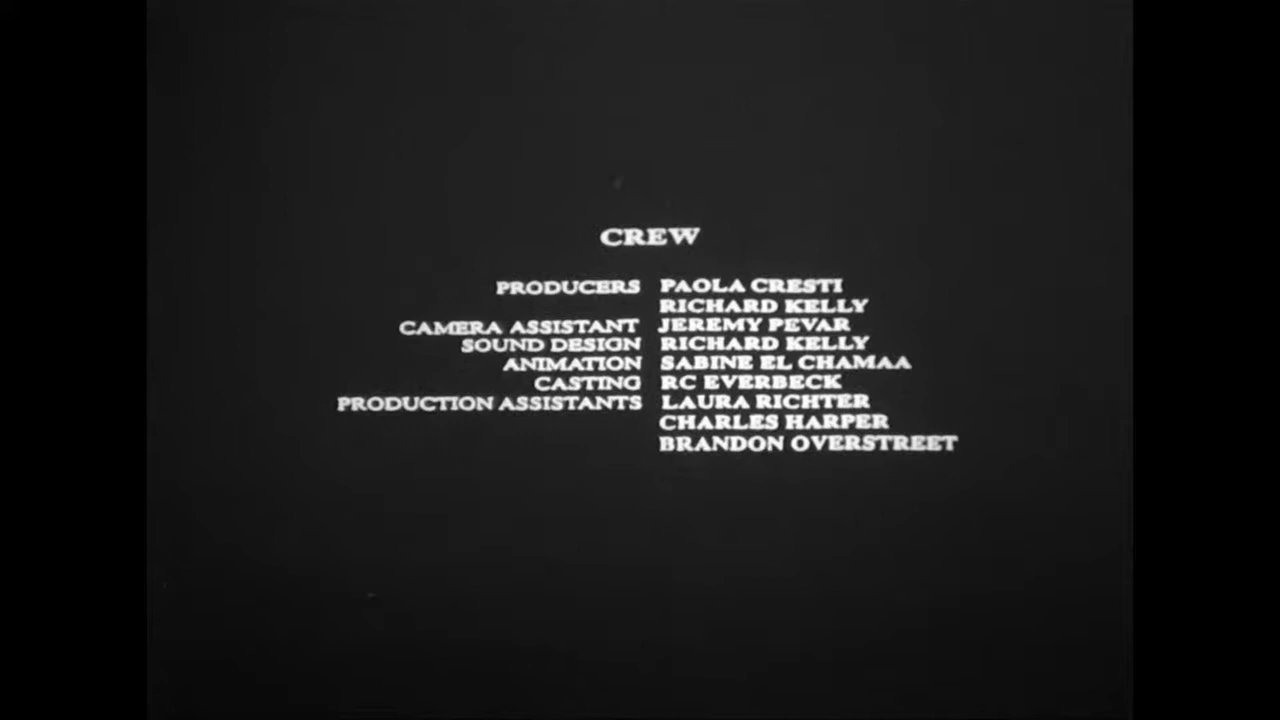 CREW
PRODUCERS PAOLA CRESTI
RICHARD KELLY
CAMERA ASSISTANT JEREMY PEVAR
SOUND DESIGN RICHARD KELLY
ANIMATION SABINE EL CHAMAA
CASTING RC EVERBECK
PRODUCTION ASSISTANTS LAURA RICHTER
CHARLES HARPER
BRANDON OVERSTREET